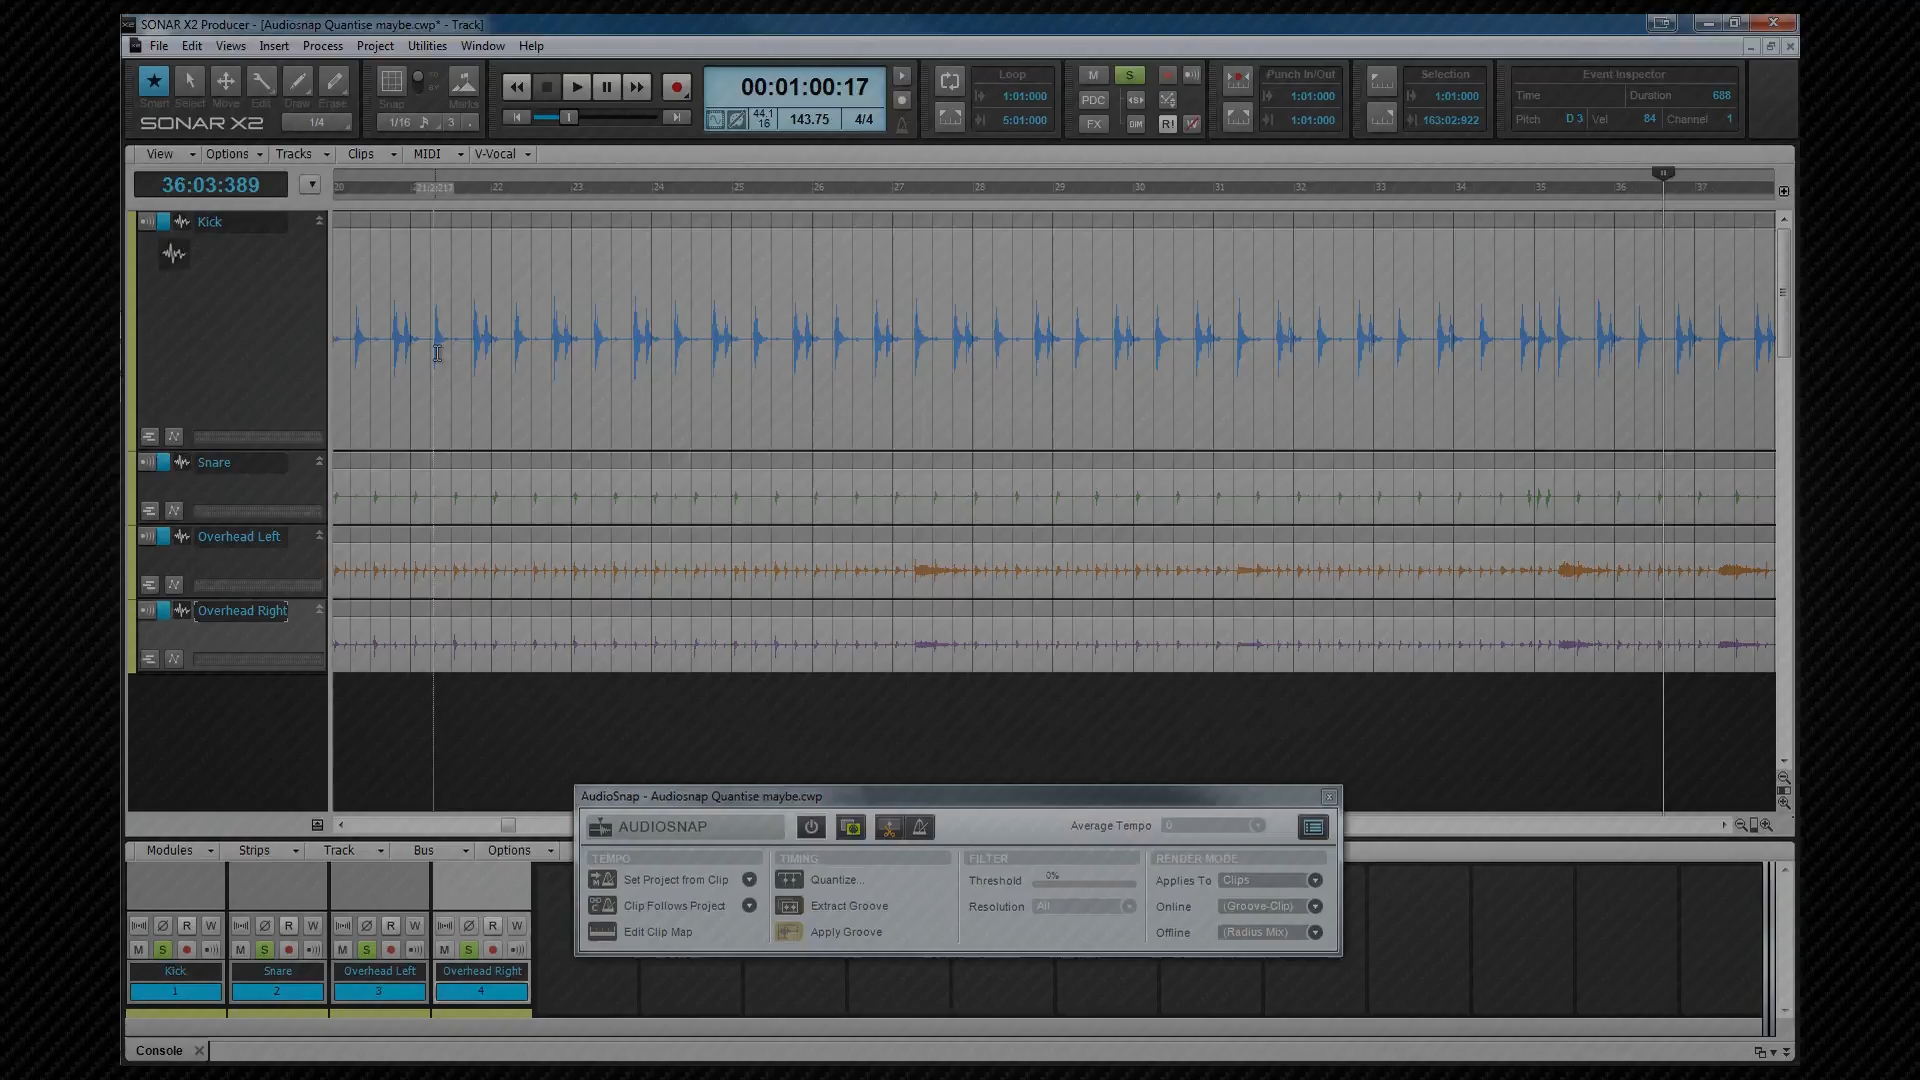 SONAR X2 Producer - [Audiosnap Quantise maybe.cwp* - Track]
File Edit Views Insert Process Project Utilities Window Help
Smart Select Move Edit Draw Erase Snap TO BY Marks
SONAR X2 1/4 1/16 3
00:01:00:17
44.1 16 143.75 4/4
Loop
1:01:000
5:01:000
M S
PDC
FX DIM R!
Punch In/Out
1:01:000
1:01:000
Selection
1:01:000
163:02:922
Event Inspector
Time Duration 688
Pitch D 3 Vel 84 Channel 1
View Options Tracks Clips MIDI V-Vocal
36:03:389
20 21:2:217 22 23 24 25 26 27 28 29 30 31 32 33 34 35 36 37
Kick
Snare
Overhead Left
Overhead Right
AudioSnap - Audiosnap Quantise maybe.cwp
AUDIOSNAP Average Tempo 0
TEMPO TIMING FILTER RENDER MODE
Set Project from Clip Quantize... Threshold 0% Applies To Clips
Clip Follows Project Extract Groove Resolution All Online (Groove-Clip)
Edit Clip Map Apply Groove Offline (Radius Mix)
Modules Strips Track Bus Options
R W R W R W R W
M S M S M S M S
Kick Snare Overhead Left Overhead Right
1 2 3 4
Console